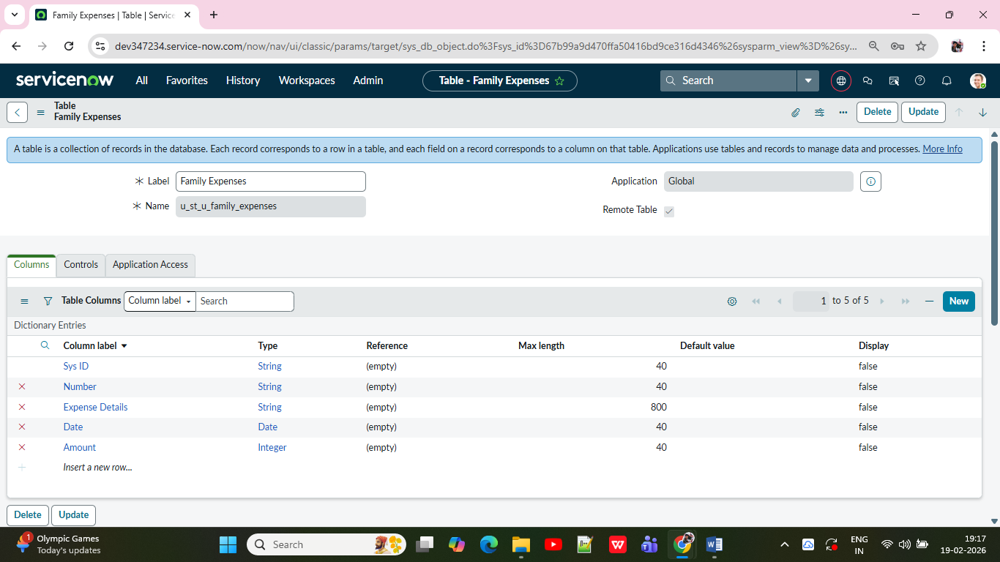 Family Expenses | Table | Service
dev347234.service-now.com/now/nav/ui/classic/params/target/sys_db_object.do%3Fsys_id%3D67b99a9d470ffa50416bd9ce316d4346%26sysparm_view%3D%26sy...
servicenow All Favorites History Workspaces Admin Table - Family Expenses Search
Table
Family Expenses
Delete Update
A table is a collection of records in the database. Each record corresponds to a row in a table, and each field on a record corresponds to a column on that table. Applications use tables and records to manage data and processes. More Info
Label Family Expenses Application Global
Name u_st_u_family_expenses Remote Table
Columns Controls Application Access
Table Columns Column label Search 1 to 5 of 5 New
Dictionary Entries
Column label Type Reference Max length Default value Display
Sys ID String (empty) 40 false
Number String (empty) 40 false
Expense Details String (empty) 800 false
Date Date (empty) 40 false
Amount Integer (empty) 40 false
Insert a new row...
Delete Update
1 Olympic Games
Today's updates
Search
ENG
IN
19:17
19-02-2026